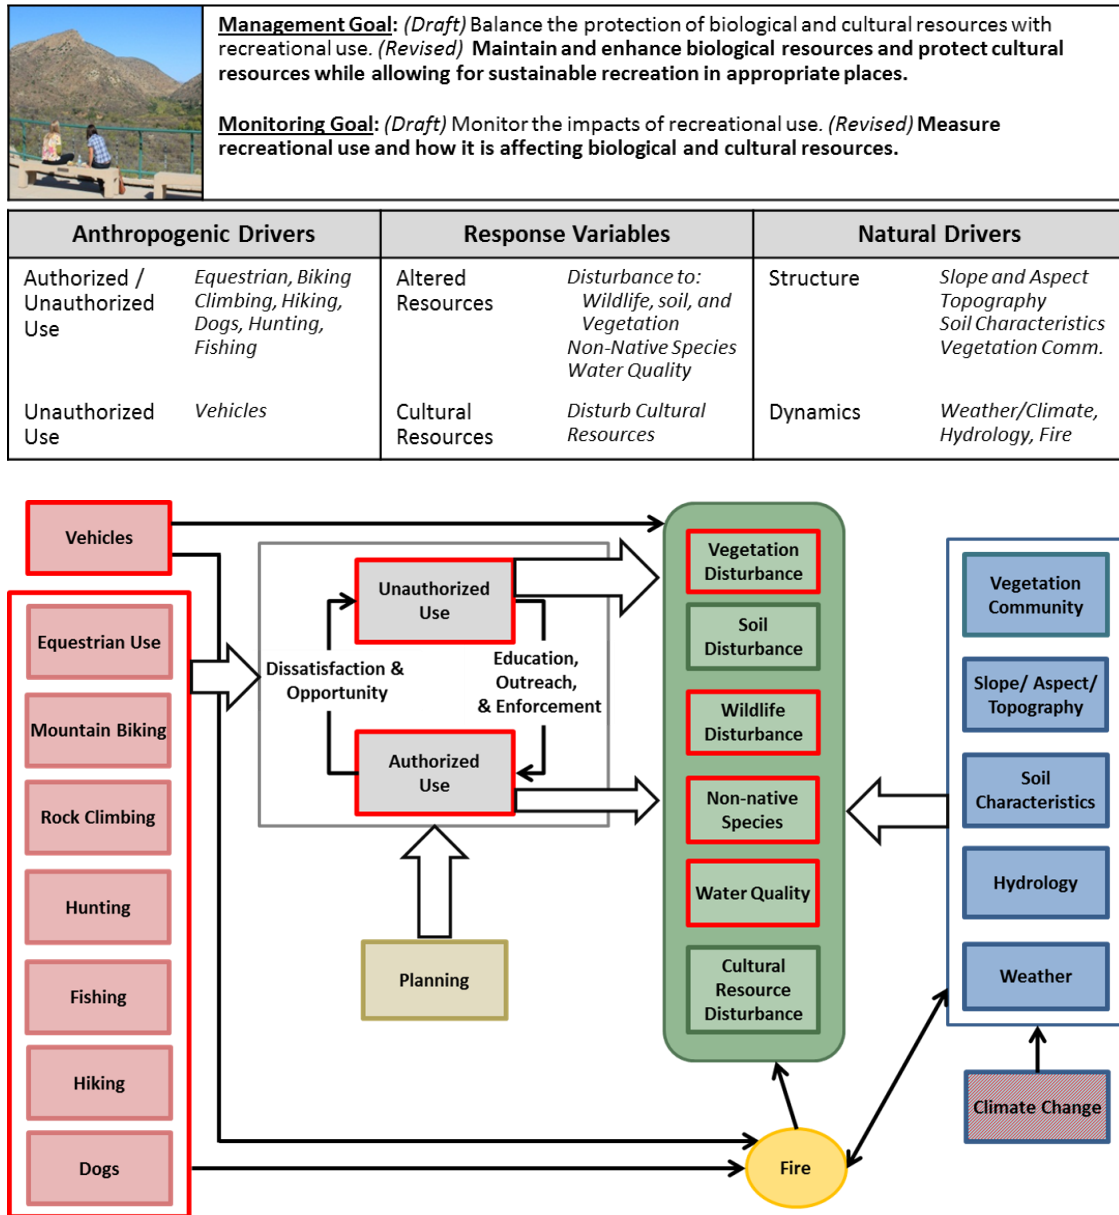 Management Goal: (Draft) Balance the protection of biological and cultural resources with
recreational use. (Revised) Maintain and enhance biological resources and protect cultural
resources while allowing for sustainable recreation in appropriate places.
Monitoring Goal: (Draft) Monitor the impacts of recreational use. (Revised) Measure
recreational use and how it is affecting biological and cultural resources.
Anthropogenic Drivers
Response Variables
Natural Drivers
Authorized /
Unauthorized
Use
Equestrian, Biking
Climbing, Hiking,
Dogs, Hunting,
Fishing
Altered
Resources
Disturbance to:
Wildlife, soil, and
Vegetation
Non-Native Species
Water Quality
Structure
Slope and Aspect
Topography
Soil Characteristics
Vegetation Comm.
Unauthorized
Use
Vehicles
Cultural
Resources
Disturb Cultural
Resources
Dynamics
Weather/Climate,
Hydrology, Fire
Vehicles
Equestrian Use
Mountain Biking
Rock Climbing
Hunting
Fishing
Hiking
Dogs
Unauthorized
Use
Dissatisfaction &
Opportunity
Education,
Outreach,
& Enforcement
Authorized
Use
Planning
Vegetation
Disturbance
Soil
Disturbance
Wildlife
Disturbance
Non-native
Species
Water Quality
Cultural
Resource
Disturbance
Fire
Vegetation
Community
Slope/ Aspect/
Topography
Soil
Characteristics
Hydrology
Weather
Climate Change